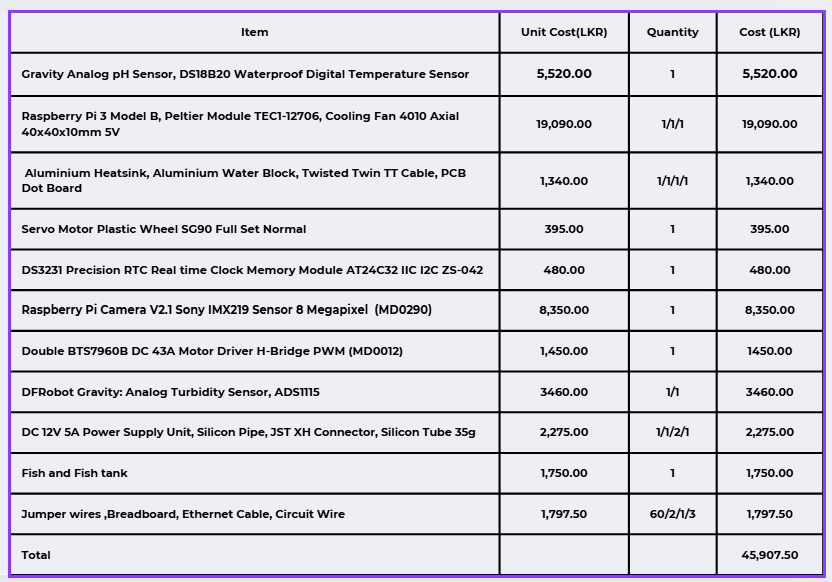 Item Unit Cost(LKR) Quantity Cost (LKR)
Gravity Analog pH Sensor, DS18B20 Waterproof Digital Temperature Sensor 5,520.00 1 5,520.00
Raspberry Pi 3 Model B, Peltier Module TEC1-12706, Cooling Fan 4010 Axial
40x40x10mm 5V 19,090.00 1/1/1 19,090.00
Aluminium Heatsink, Aluminium Water Block, Twisted Twin TT Cable, PCB
Dot Board 1,340.00 1/1/1/1 1,340.00
Servo Motor Plastic Wheel SG90 Full Set Normal 395.00 1 395.00
DS3231 Precision RTC Real time Clock Memory Module AT24C32 IIC I2C ZS-042 480.00 1 480.00
Raspberry Pi Camera V2.1 Sony IMX219 Sensor 8 Megapixel (MD0290) 8,350.00 1 8,350.00
Double BTS7960B DC 43A Motor Driver H-Bridge PWM (MD0012) 1,450.00 1 1450.00
DFRobot Gravity: Analog Turbidity Sensor, ADS1115 3460.00 1/1 3460.00
DC 12V 5A Power Supply Unit, Silicon Pipe, JST XH Connector, Silicon Tube 35g 2,275.00 1/1/2/1 2,275.00
Fish and Fish tank 1,750.00 1 1,750.00
Jumper wires ,Breadboard, Ethernet Cable, Circuit Wire 1,797.50 60/2/1/3 1,797.50
Total 45,907.50